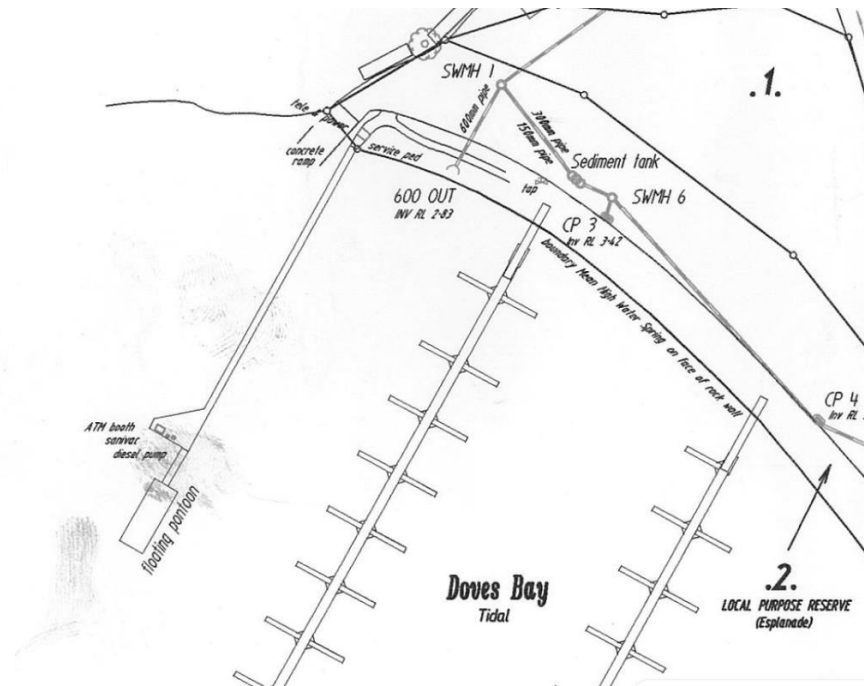 SWMH 1
.1.
tele & power
600mm pipe
300mm pipe
150mm pipe
concrete
ramp
service ped
Sediment tank
tap
SWMH 6
600 OUT
INV RL 2·83
CP 3
Inv RL 3·42
boundary Mean High Water Spring on face of rock wall
CP 4
Inv RL
ATM booth
sanivac
diesel pump
floating pontoon
Doves Bay
Tidal
.2.
LOCAL PURPOSE RESERVE
(Esplanade)